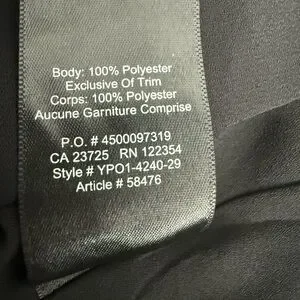 Body: 100% Polyester
Exclusive Of Trim
Corps: 100% Polyester
Aucune Garniture Comprise
P.O. # 4500097319
CA 23725 RN 122354
Style # YPO1-4240-29
Article # 58476